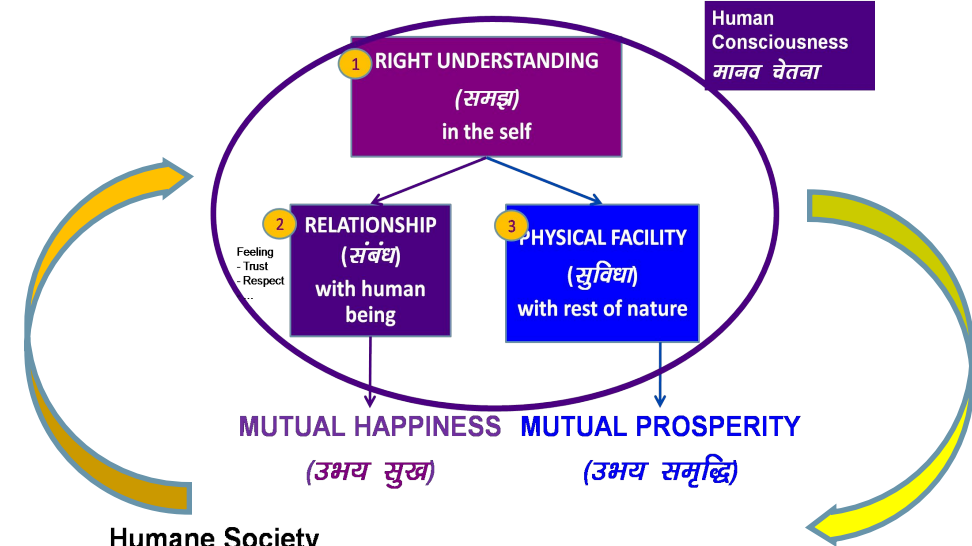 Human
Consciousness
मानव चेतना
1
RIGHT UNDERSTANDING
(समझ)
in the self
2
RELATIONSHIP
(संबंध)
with human
being
3
PHYSICAL FACILITY
(सुविधा)
with rest of nature
Feeling
- Trust
- Respect
....
MUTUAL HAPPINESS
(उभय सुख)
MUTUAL PROSPERITY
(उभय समृद्धि)
Humane Society